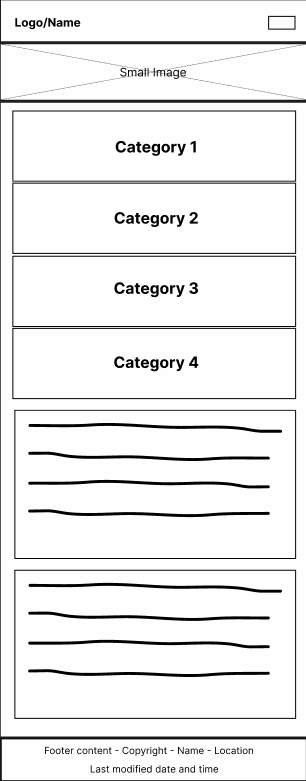 Logo/Name
Small Image
Category 1
Category 2
Category 3
Category 4
Footer content - Copyright - Name - Location
Last modified date and time